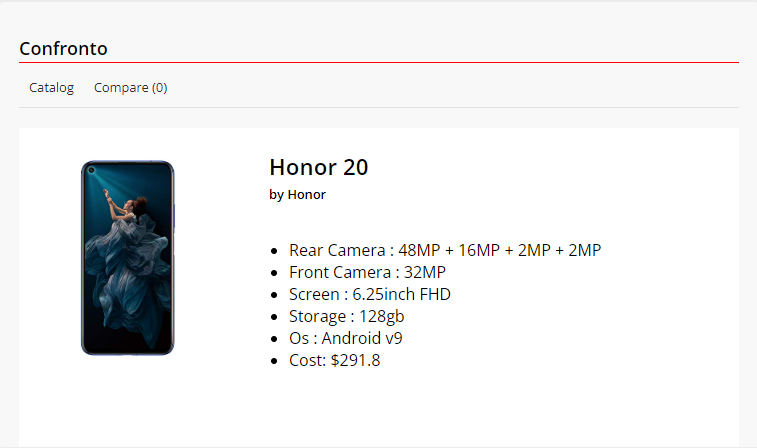 Confronto
Catalog Compare (0)
Honor 20
by Honor
Rear Camera : 48MP + 16MP + 2MP + 2MP
Front Camera : 32MP
Screen : 6.25inch FHD
Storage : 128gb
Os : Android v9
Cost: $291.8